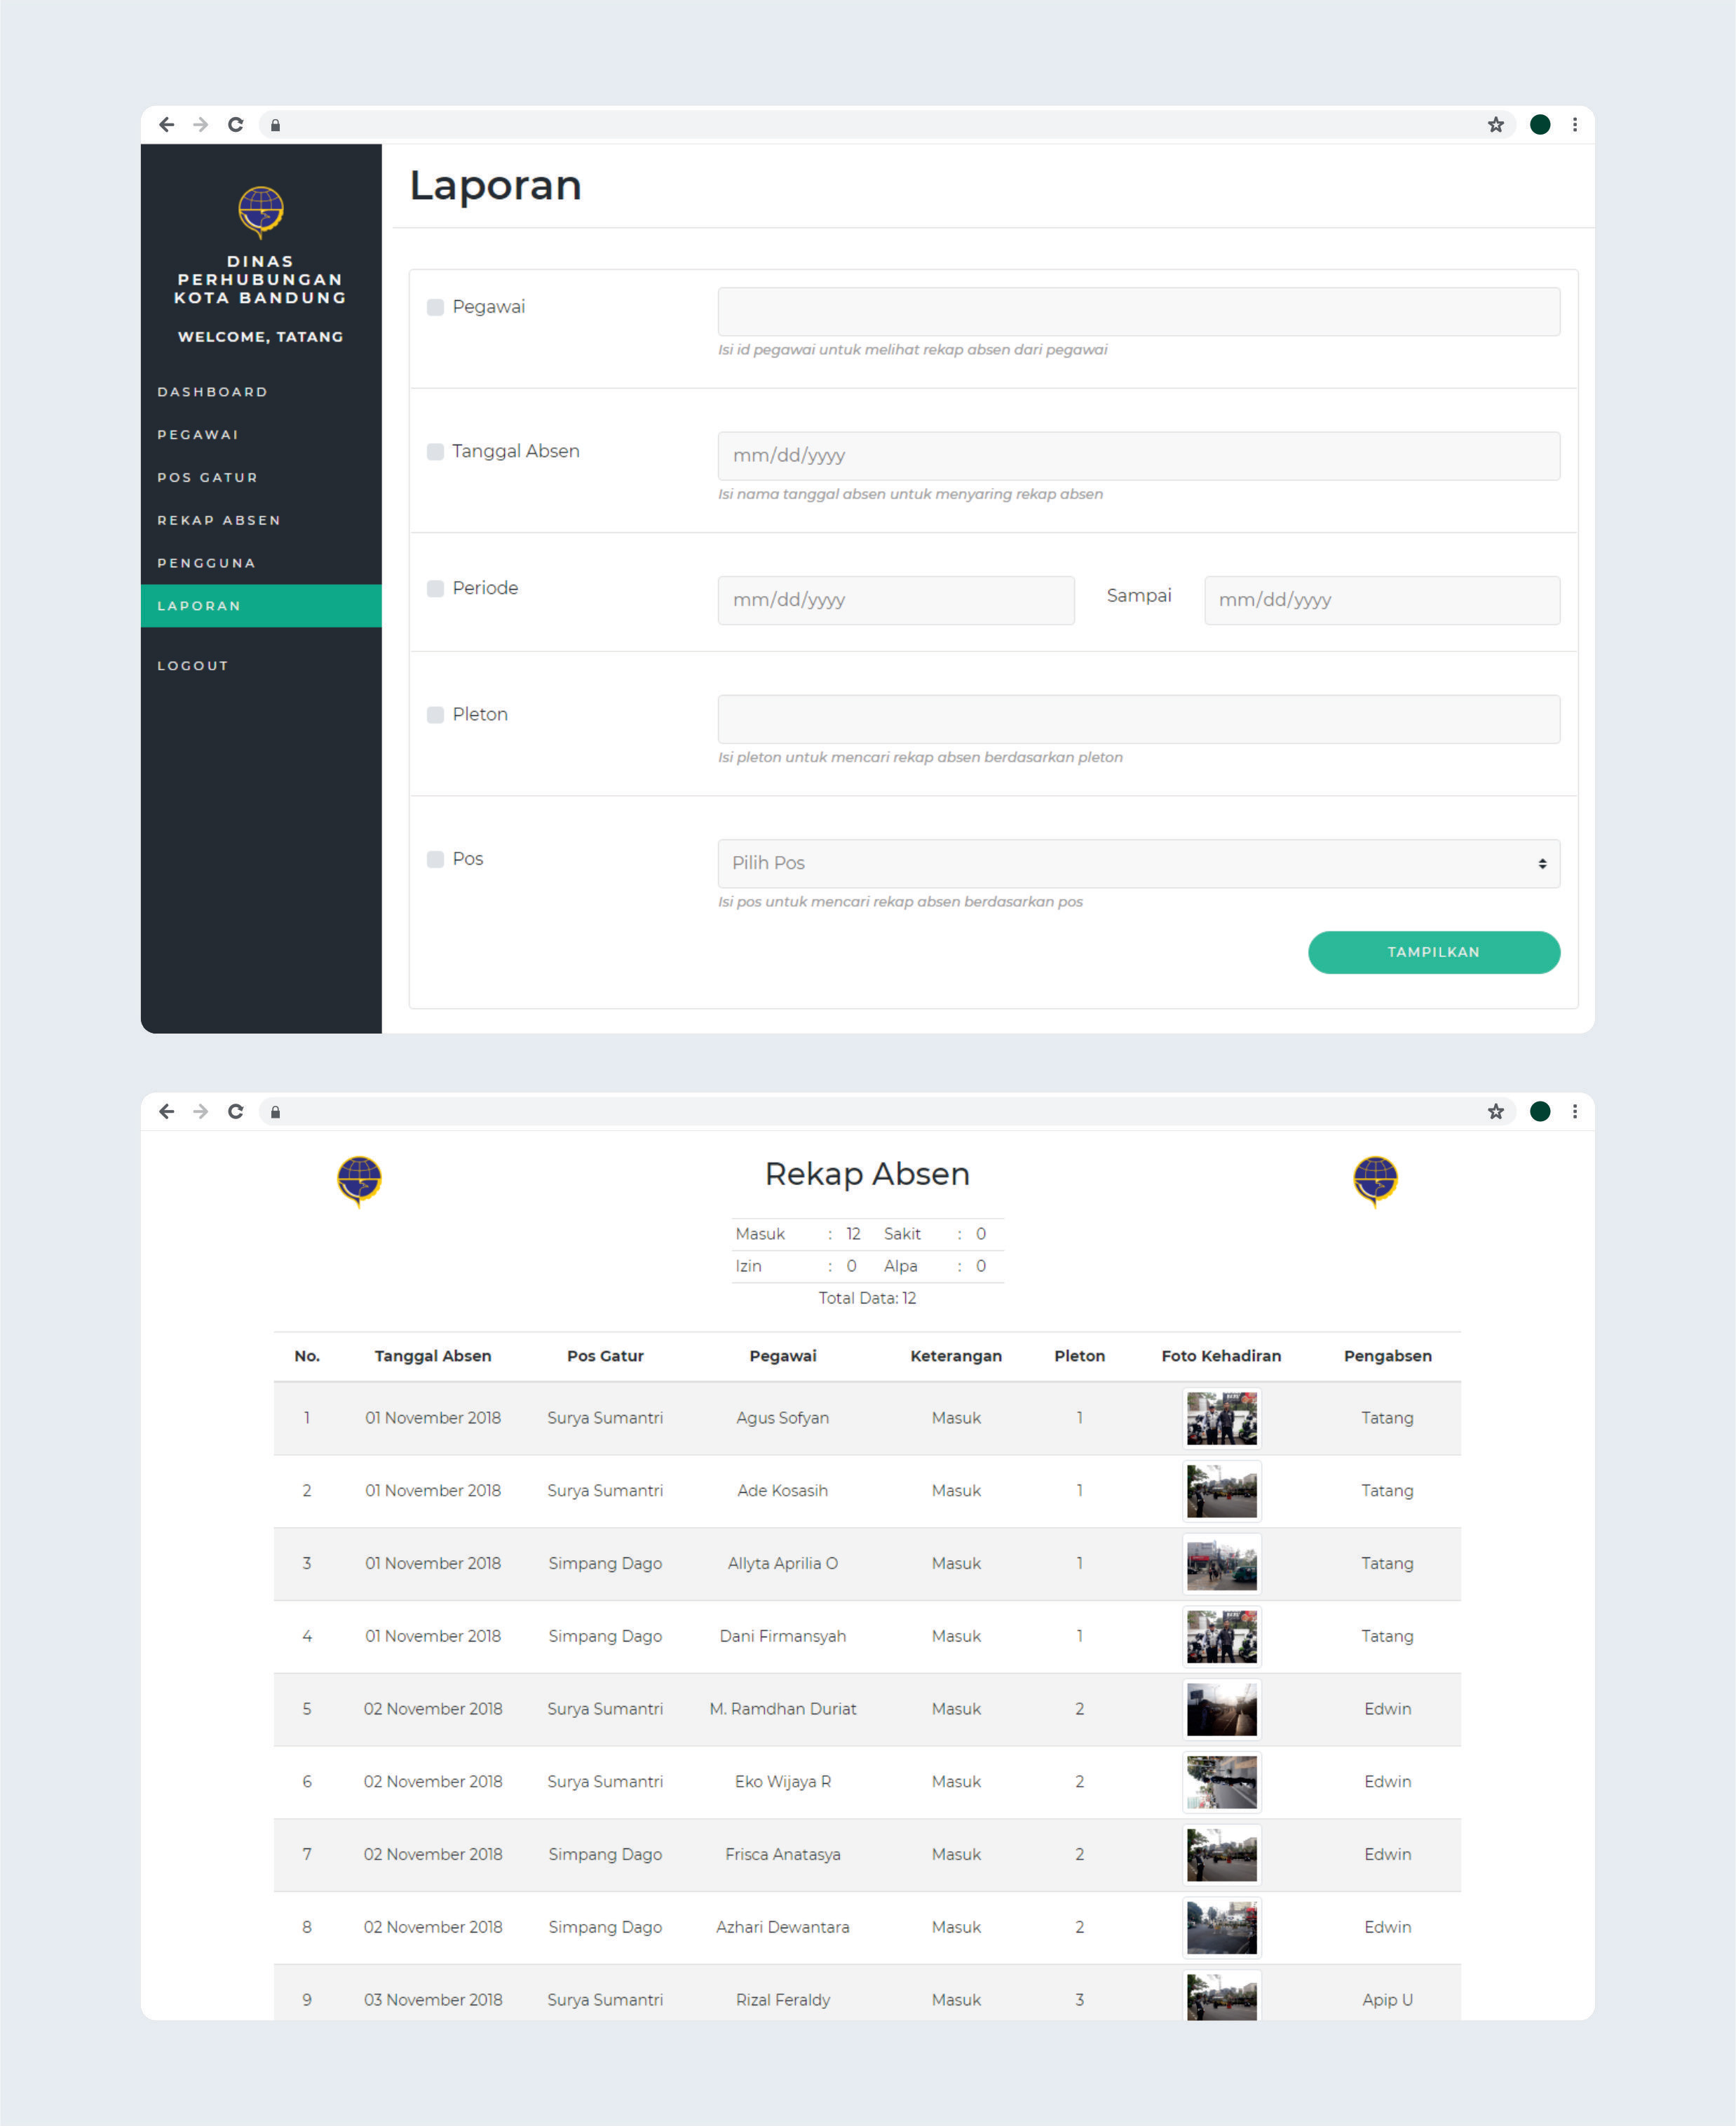 Laporan
DINAS
PERHUBUNGAN
KOTA BANDUNG
WELCOME, TATANG
DASHBOARD
PEGAWAI
POS GATUR
REKAP ABSEN
PENGGUNA
LAPORAN
LOGOUT
Pegawai
Isi id pegawai untuk melihat rekap absen dari pegawai
Tanggal Absen mm/dd/yyyy
Isi nama tanggal absen untuk menyaring rekap absen
Periode mm/dd/yyyy Sampai mm/dd/yyyy
Pleton
Isi pleton untuk mencari rekap absen berdasarkan pleton
Pos Pilih Pos
Isi pos untuk mencari rekap absen berdasarkan pos
TAMPILKAN
Rekap Absen
Masuk : 12 Sakit : 0
Izin : 0 Alpa : 0
Total Data: 12
No. Tanggal Absen Pos Gatur Pegawai Keterangan Pleton Foto Kehadiran Pengabsen
1 01 November 2018 Surya Sumantri Agus Sofyan Masuk 1 Tatang
2 01 November 2018 Surya Sumantri Ade Kosasih Masuk 1 Tatang
3 01 November 2018 Simpang Dago Allyta Aprilia O Masuk 1 Tatang
4 01 November 2018 Simpang Dago Dani Firmansyah Masuk 1 Tatang
5 02 November 2018 Surya Sumantri M. Ramdhan Duriat Masuk 2 Edwin
6 02 November 2018 Surya Sumantri Eko Wijaya R Masuk 2 Edwin
7 02 November 2018 Simpang Dago Frisca Anatasya Masuk 2 Edwin
8 02 November 2018 Simpang Dago Azhari Dewantara Masuk 2 Edwin
9 03 November 2018 Surya Sumantri Rizal Feraldy Masuk 3 Apip U